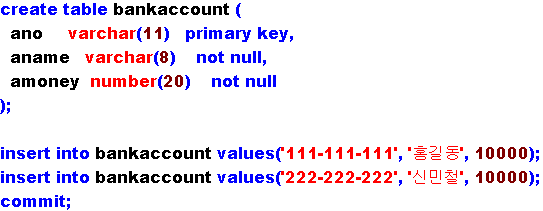 create table bankaccount (
ano varchar(11) primary key,
aname varchar(8) not null,
amoney number(20) not null
);
insert into bankaccount values('111-111-111', '홍길동', 10000);
insert into bankaccount values('222-222-222', '신민철', 10000);
commit;